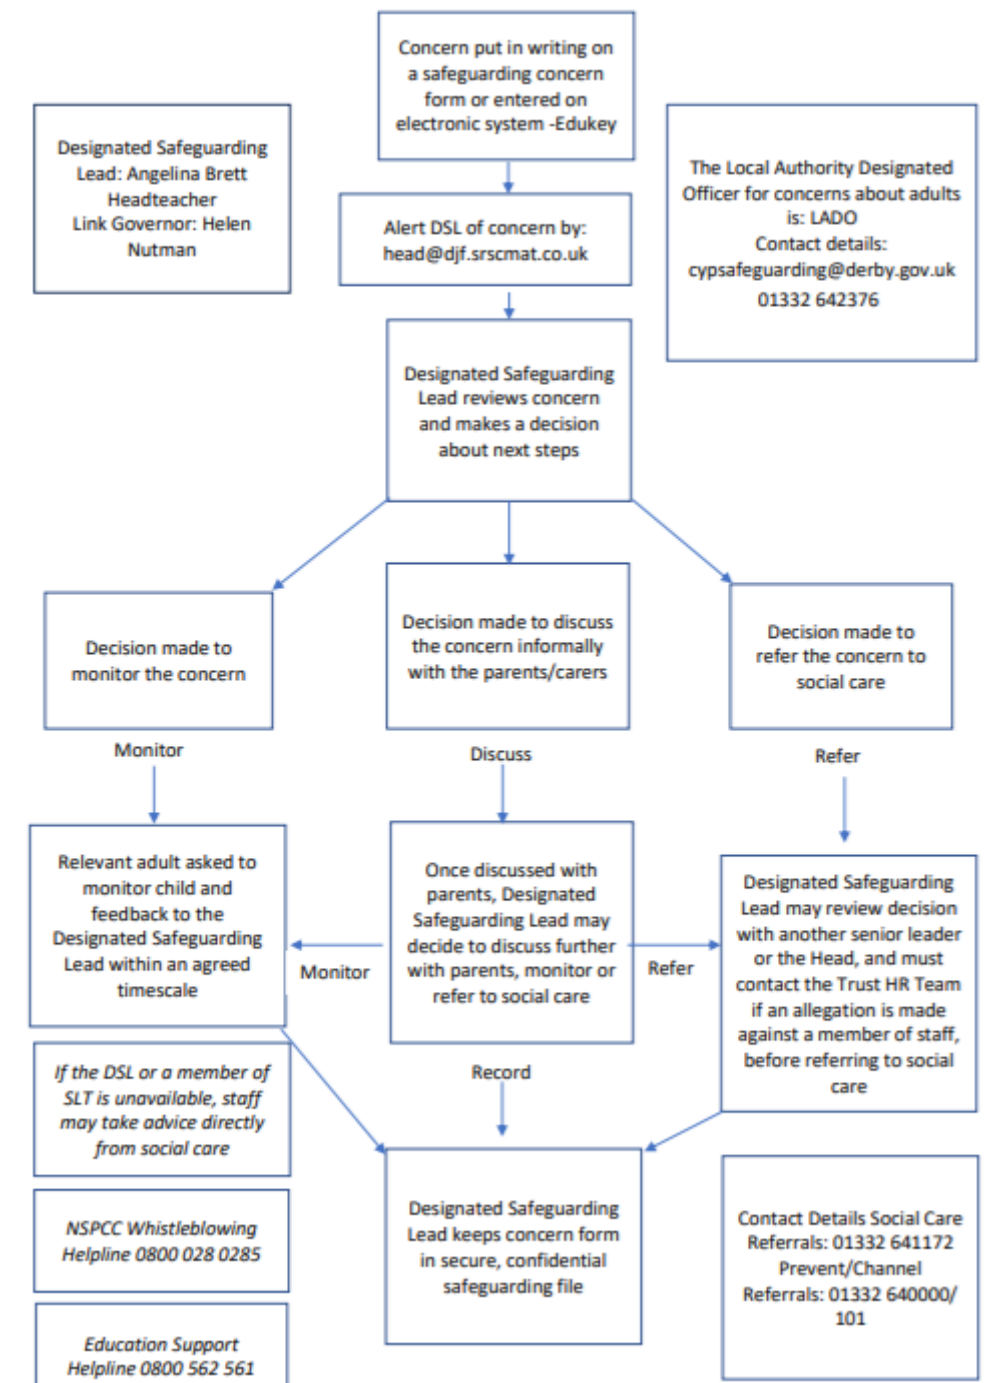 Concern put in writing on
a safeguarding concern
form or entered on
electronic system -Edukey
Designated Safeguarding
Lead: Angelina Brett
Headteacher
Link Governor: Helen
Nutman
The Local Authority Designated
Officer for concerns about adults
is: LADO
Contact details:
cypsafeguarding@derby.gov.uk
01332 642376
Alert DSL of concern by:
head@djf.srscmat.co.uk
Designated Safeguarding
Lead reviews concern
and makes a decision
about next steps
Decision made to
monitor the concern
Decision made to discuss
the concern informally
with the parents/carers
Decision made to
refer the concern to
social care
Monitor
Discuss
Refer
Relevant adult asked to
monitor child and
feedback to the
Designated Safeguarding
Lead within an agreed
timescale
Monitor
Once discussed with
parents, Designated
Safeguarding Lead may
decide to discuss further
with parents, monitor or
refer to social care
Refer
Designated Safeguarding
Lead may review decision
with another senior leader
or the Head, and must
contact the Trust HR Team
if an allegation is made
against a member of staff,
before referring to social
care
If the DSL or a member of
SLT is unavailable, staff
may take advice directly
from social care
Record
NSPCC Whistleblowing
Helpline 0800 028 0285
Designated Safeguarding
Lead keeps concern form
in secure, confidential
safeguarding file
Contact Details Social Care
Referrals: 01332 641172
Prevent/Channel
Referrals: 01332 640000/
101
Education Support
Helpline 0800 562 561